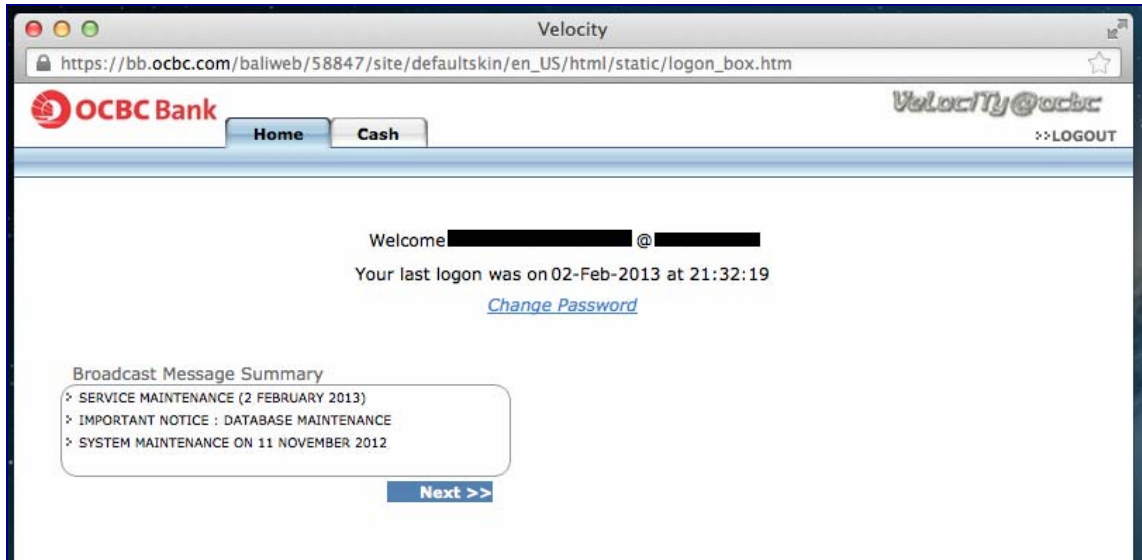 Velocity
https://bb.ocbc.com/baliweb/58847/site/defaultskin/en_US/html/static/logon_box.htm
OCBC Bank
Velocity@ocbc
Home Cash
>>LOGOUT
Welcome @
Your last logon was on 02-Feb-2013 at 21:32:19
Change Password
Broadcast Message Summary
SERVICE MAINTENANCE (2 FEBRUARY 2013)
IMPORTANT NOTICE : DATABASE MAINTENANCE
SYSTEM MAINTENANCE ON 11 NOVEMBER 2012
Next >>